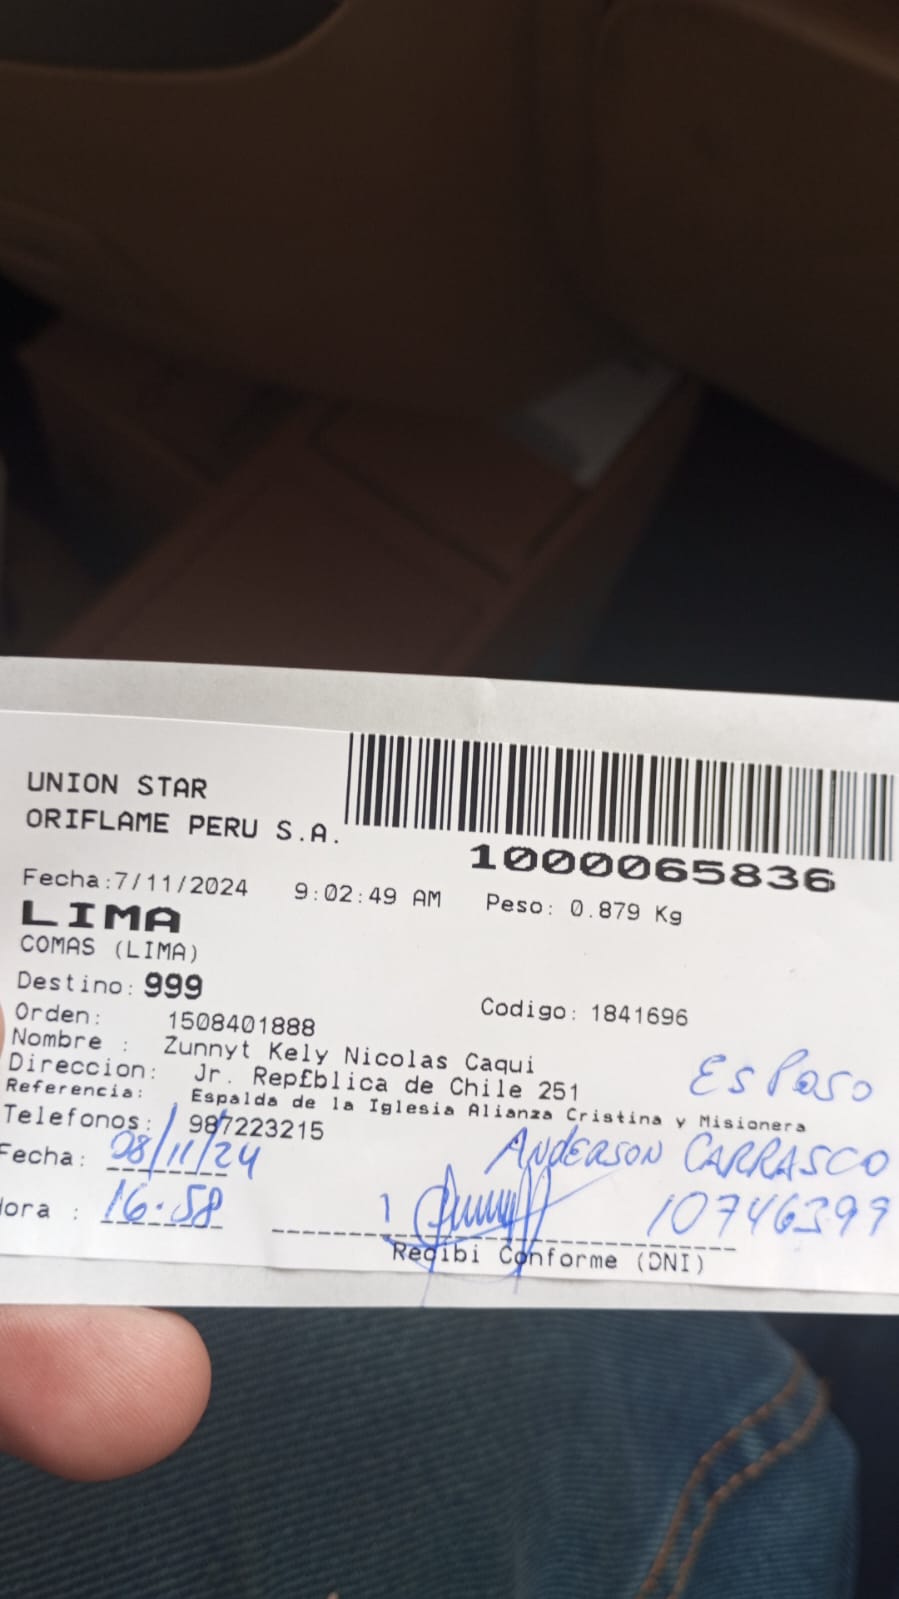 UNION STAR
ORIFLAME PERU S.A.
1000065836
Fecha:7/11/2024 9:02:49 AM Peso: 0.879 Kg
LIMA
COMAS (LIMA)
Destino: 999
Orden: 1508401888 Codigo: 1841696
Nombre : Zunnyt Kely Nicolas Caqui
Direccion: Jr. Rep£blica de Chile 251
Esposo
Referencia: Espalda de la Iglesia Alianza Cristina y Misionera
Telefonos: 987223215
ANDERSON CARRASCO
Fecha: 08/11/24
10746399
Hora : 16:58
Recibi Conforme (DNI)